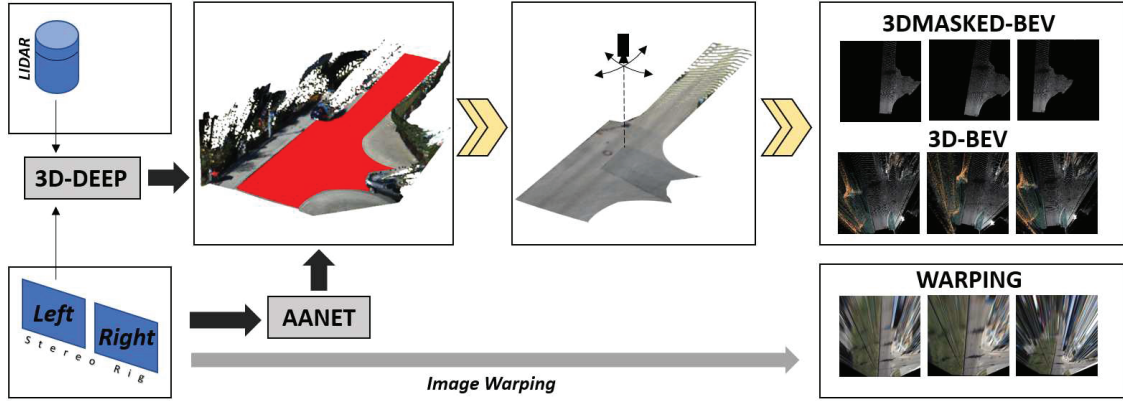 LIDAR
3D-DEEP
Left
Right
Stereo Rig
AANET
Image Warping
3DMASKED-BEV
3D-BEV
WARPING